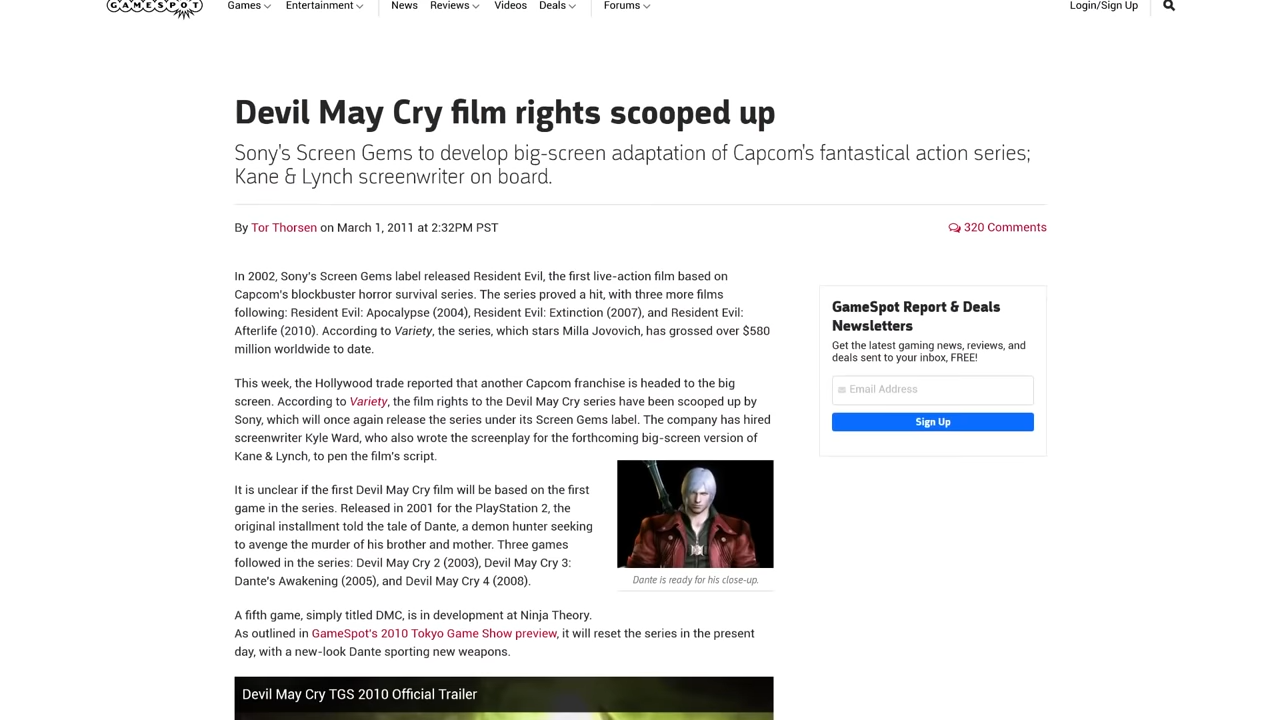 GAMESPOT
Games Entertainment News Reviews Videos Deals Forums Login/Sign Up
Devil May Cry film rights scooped up
Sony's Screen Gems to develop big-screen adaptation of Capcom's fantastical action series;
Kane & Lynch screenwriter on board.
By Tor Thorsen on March 1, 2011 at 2:32PM PST
320 Comments
In 2002, Sony's Screen Gems label released Resident Evil, the first live-action film based on
Capcom's blockbuster horror survival series. The series proved a hit, with three more films
following: Resident Evil: Apocalypse (2004), Resident Evil: Extinction (2007), and Resident Evil:
Afterlife (2010). According to Variety, the series, which stars Milla Jovovich, has grossed over $580
million worldwide to date.
This week, the Hollywood trade reported that another Capcom franchise is headed to the big
screen. According to Variety, the film rights to the Devil May Cry series have been scooped up by
Sony, which will once again release the series under its Screen Gems label. The company has hired
screenwriter Kyle Ward, who also wrote the screenplay for the forthcoming big-screen version of
Kane & Lynch, to pen the film's script.
It is unclear if the first Devil May Cry film will be based on the first
game in the series. Released in 2001 for the PlayStation 2, the
original installment told the tale of Dante, a demon hunter seeking
to avenge the murder of his brother and mother. Three games
followed in the series: Devil May Cry 2 (2003), Devil May Cry 3:
Dante's Awakening (2005), and Devil May Cry 4 (2008).
Dante is ready for his close-up.
A fifth game, simply titled DMC, is in development at Ninja Theory.
As outlined in GameSpot's 2010 Tokyo Game Show preview, it will reset the series in the present
day, with a new-look Dante sporting new weapons.
Devil May Cry TGS 2010 Official Trailer
GameSpot Report & Deals
Newsletters
Get the latest gaming news, reviews, and
deals sent to your inbox, FREE!
Email Address
Sign Up